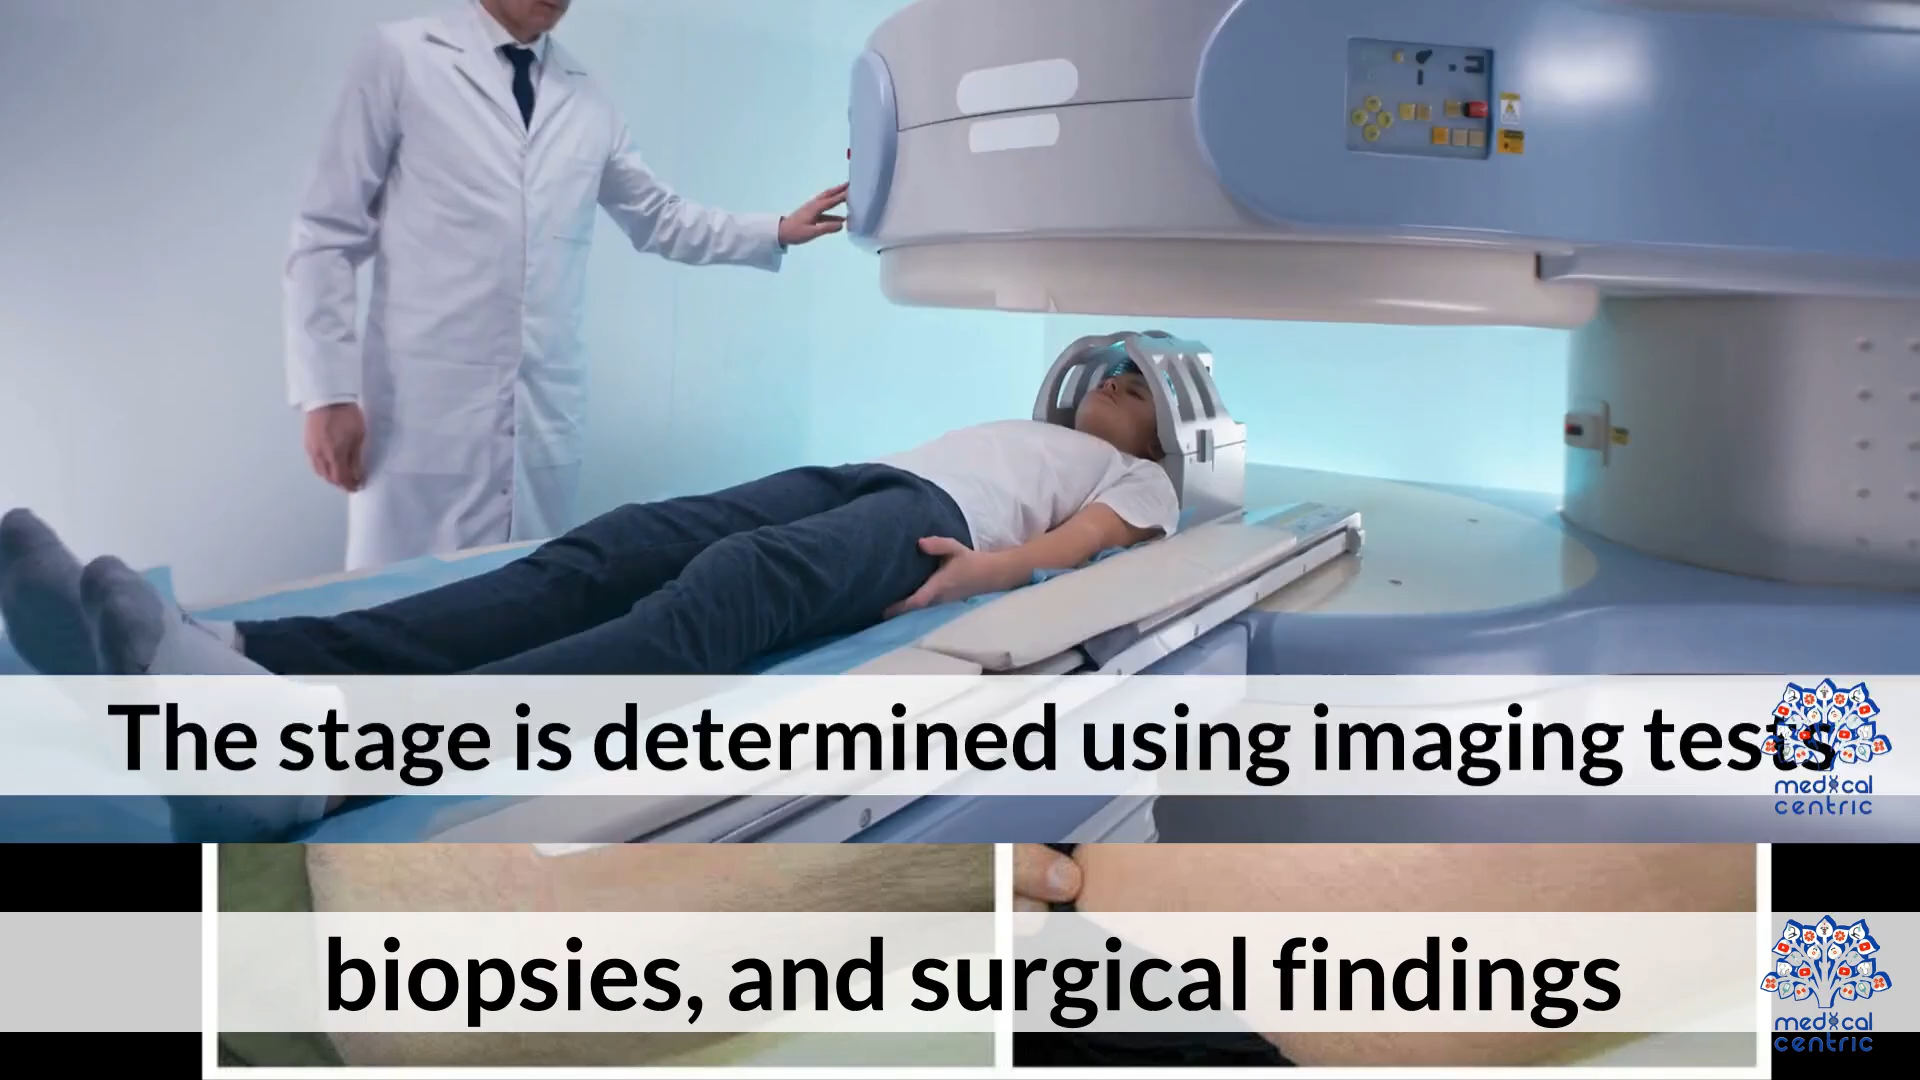 The stage is determined using imaging tests
medical
centric
biopsies, and surgical findings
medical
centric